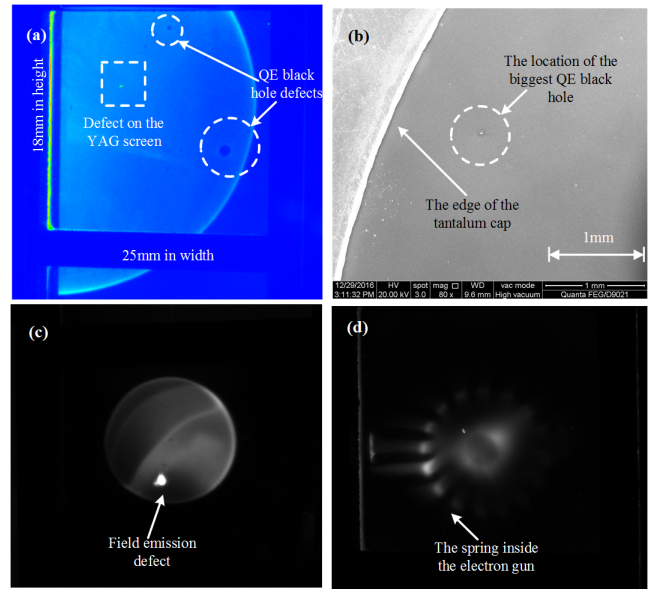 (a)
QE black
hole defects
Defect on the
YAG screen
18mm in height
25mm in width
(b)
The location of the
biggest QE black
hole
The edge of the
tantalum cap
1mm
12/29/2016 HV spot mag WD vac mode 1 mm
3:11:32 PM 20.00 kV 3.0 80 x 9.6 mm High vacuum Quanta FEG/D9021
(c)
Field emission
defect
(d)
The spring inside
the electron gun